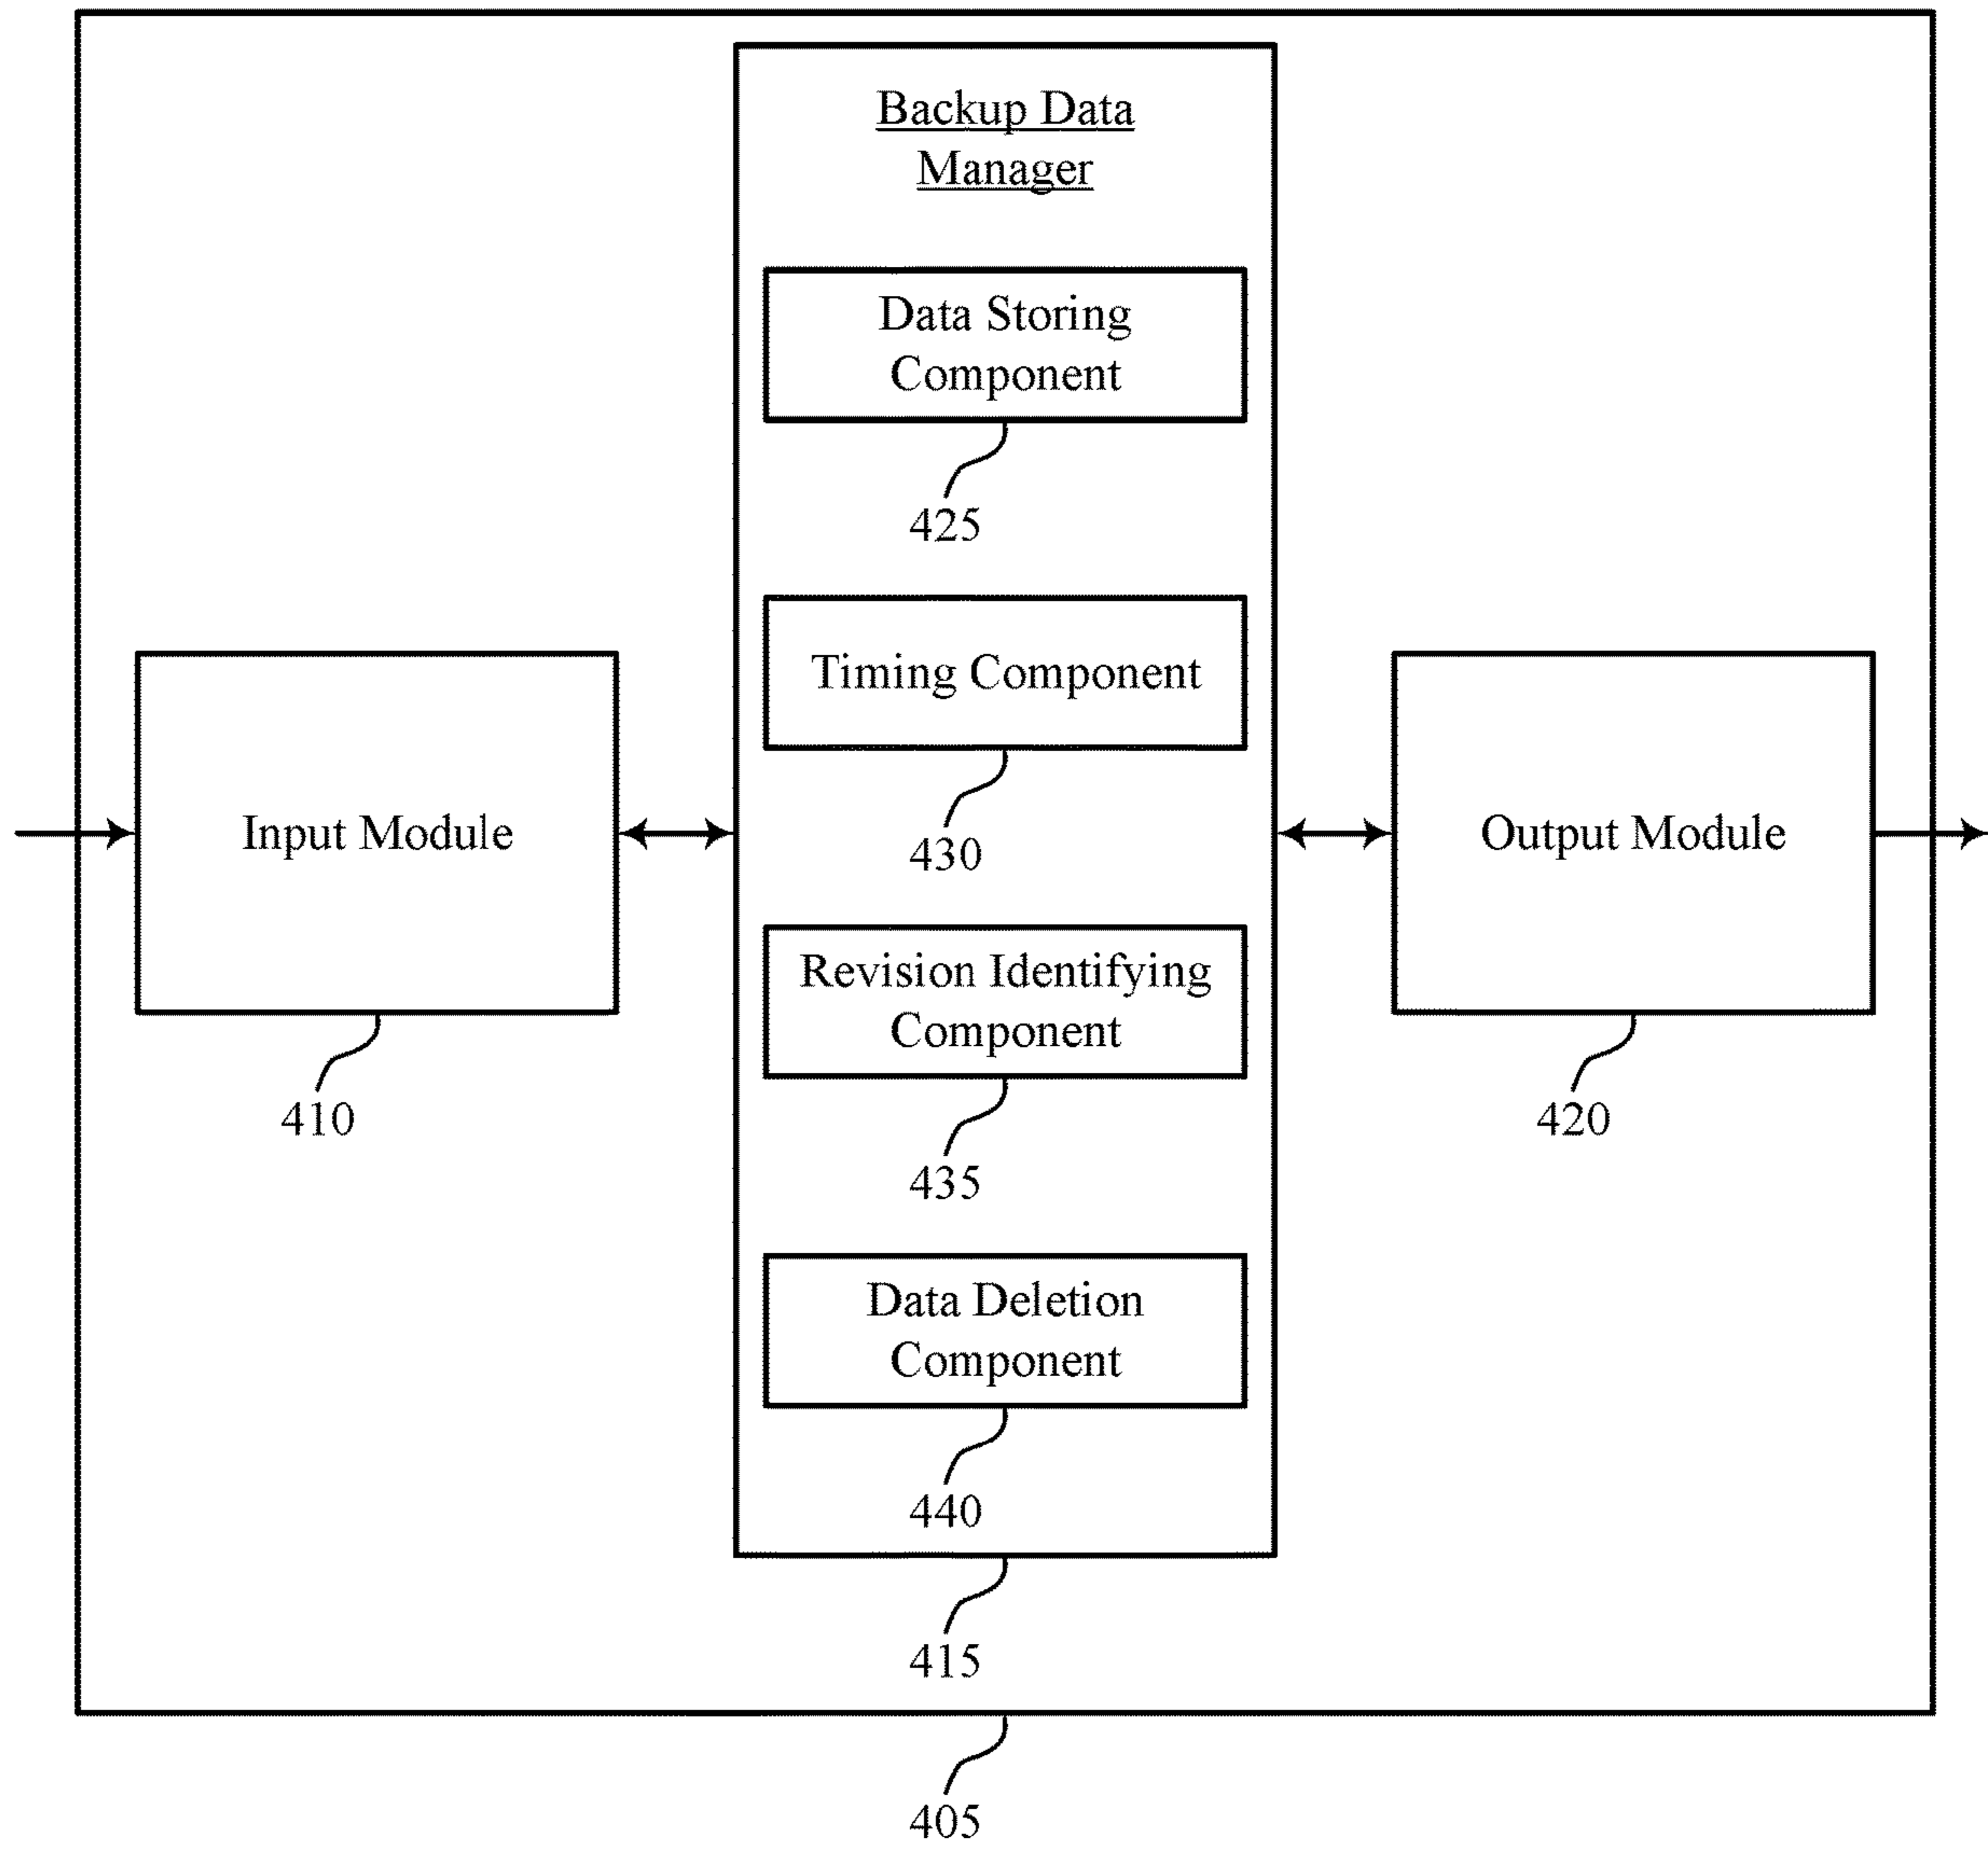 Backup Data
Manager
Data Storing
Component
425
Timing Component
430
Revision Identifying
Component
435
Data Deletion
Component
440
415
Input Module
410
Output Module
420
405